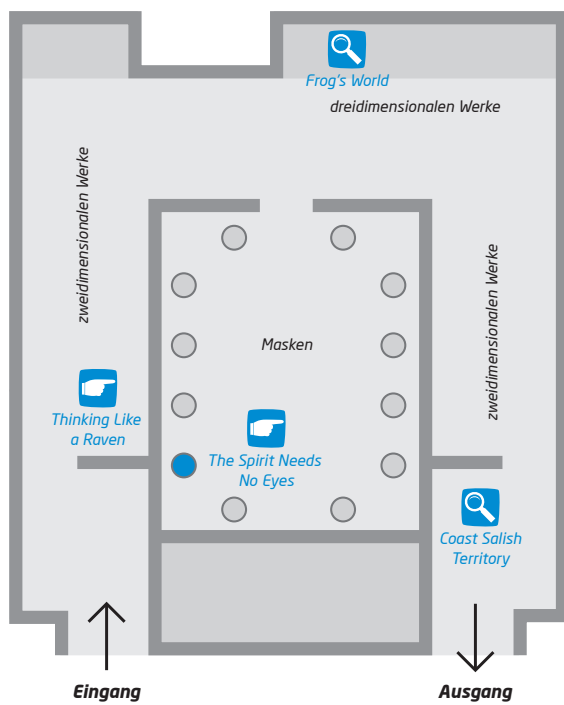 Frog's World
dreidimensionalen Werke
zweidimensionalen Werke
zweidimensionalen Werke
Masken
Thinking Like
a Raven
The Spirit Needs
No Eyes
Coast Salish
Territory
Eingang
Ausgang